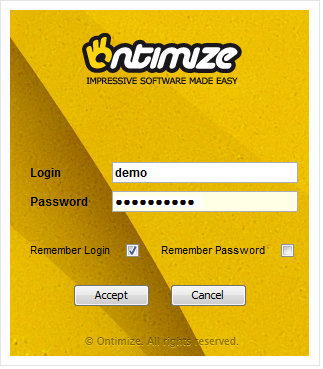 Ontimize
IMPRESSIVE SOFTWARE MADE EASY
Login demo
Password ●●●●●●●●●●
Remember Login Remember Password
Accept Cancel
© Ontimize. All rights reserved.